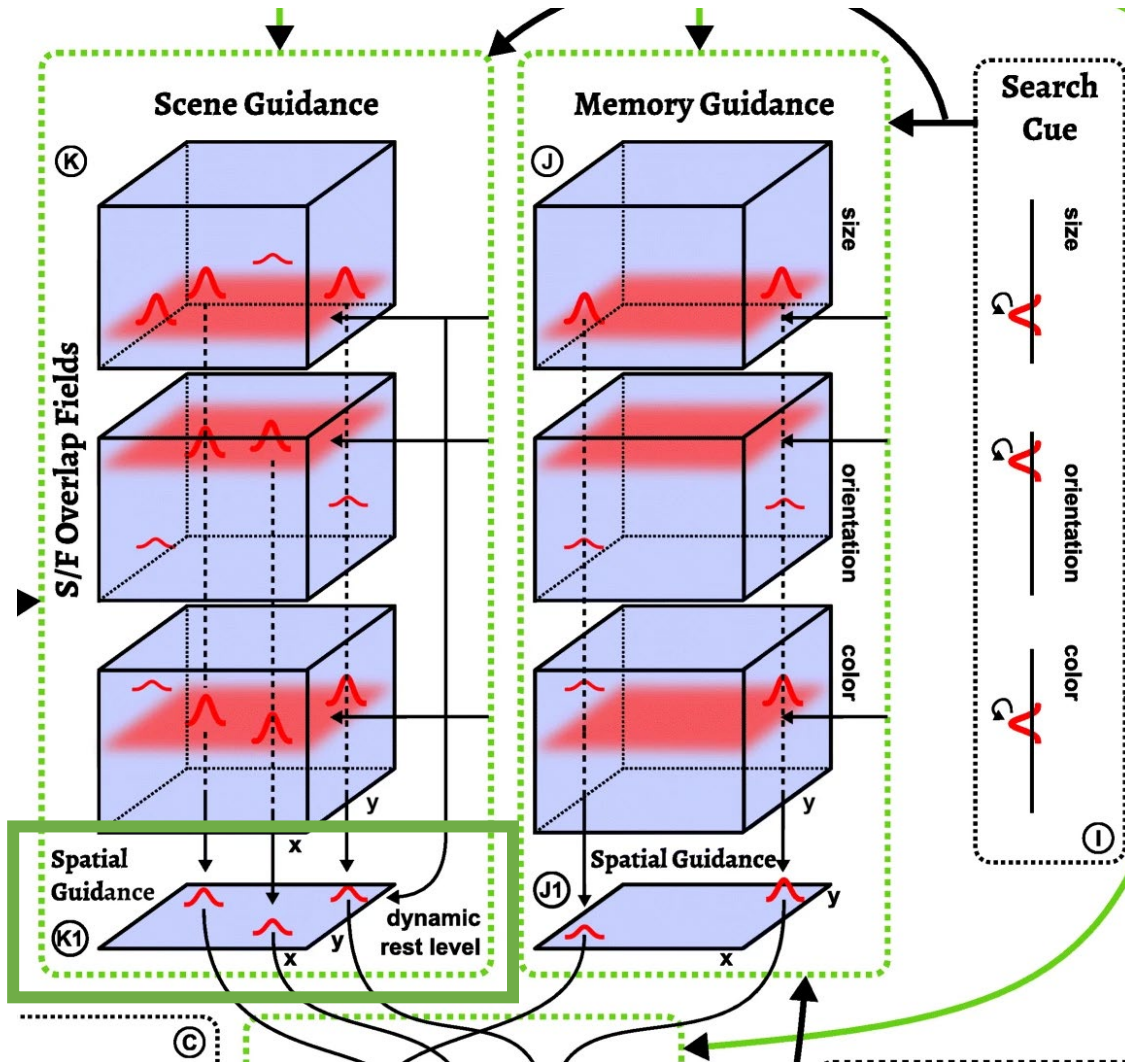 Scene Guidance
K
S/F Overlap Fields
x
y
Spatial
Guidance
K1
x
y
dynamic
rest level
Memory Guidance
J
size
orientation
color
y
Spatial Guidance
J1
x
y
Search
Cue
size
orientation
color
I
C